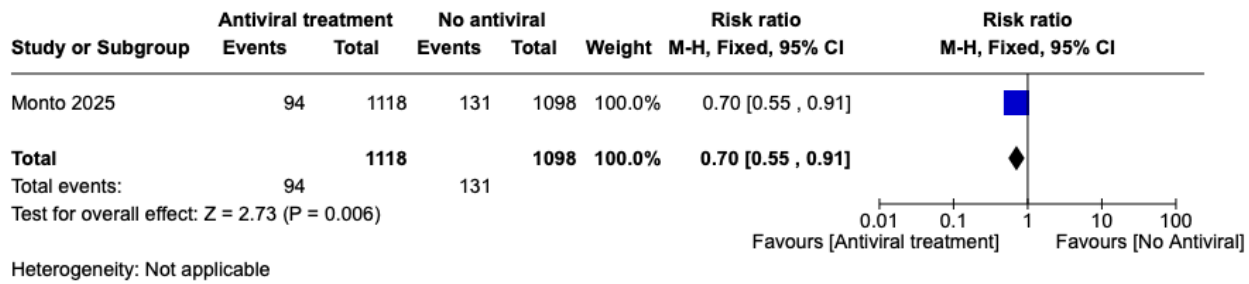 Antiviral treatment No antiviral Risk ratio Risk ratio
Study or Subgroup Events Total Events Total Weight M-H, Fixed, 95% CI M-H, Fixed, 95% CI
Monto 2025 94 1118 131 1098 100.0% 0.70 [0.55 , 0.91]
Total 1118 1098 100.0% 0.70 [0.55 , 0.91]
Total events: 94 131
Test for overall effect: Z = 2.73 (P = 0.006)
0.01 0.1 1 10 100
Favours [Antiviral treatment] Favours [No Antiviral]
Heterogeneity: Not applicable